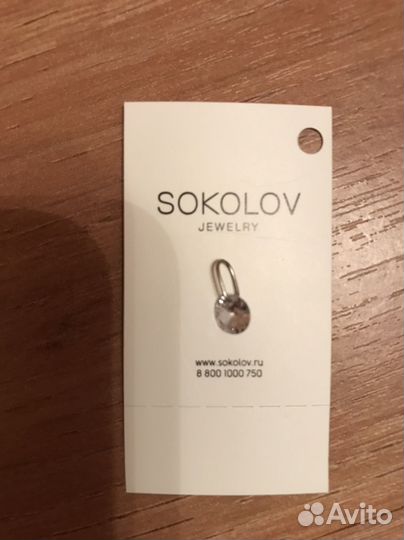 SOKOLOV
JEWELRY
www.sokolov.ru
8 800 1000 750
Avito